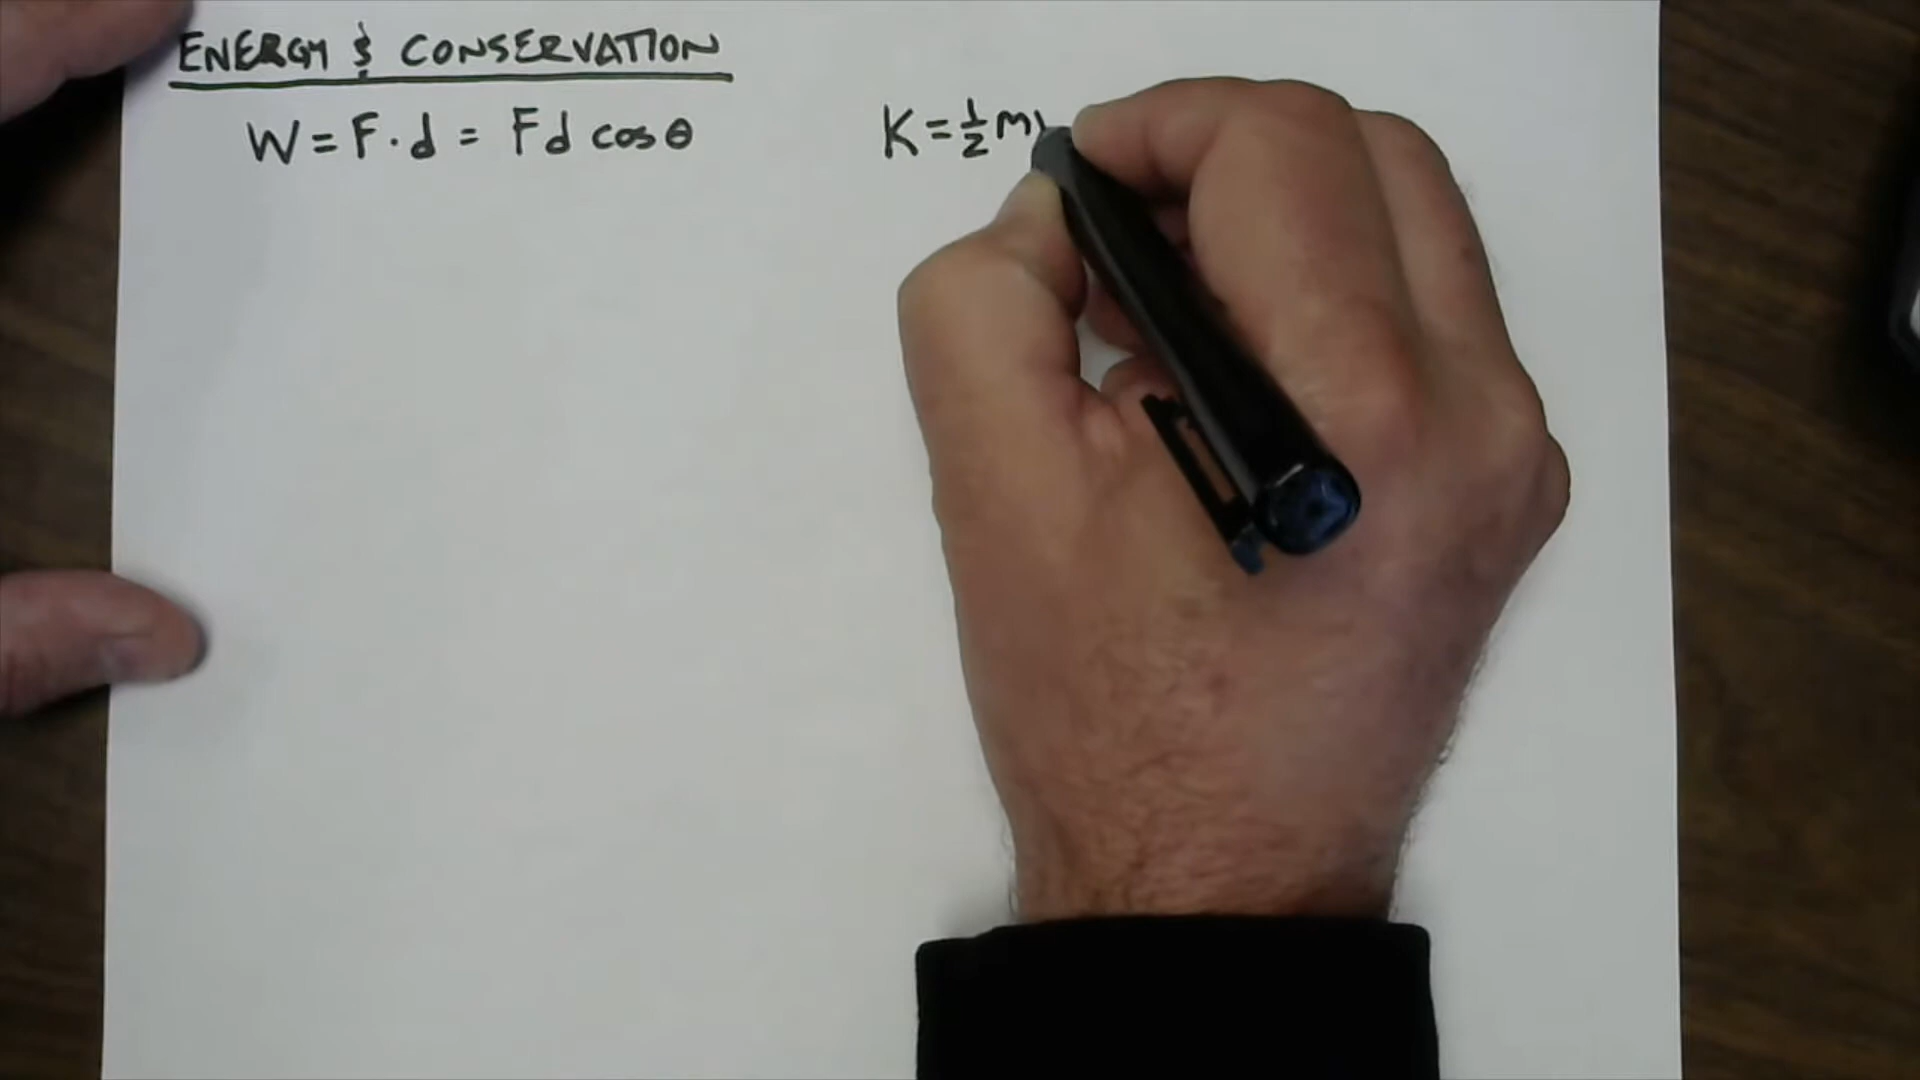 ENERGY & CONSERVATION
W = F · d = Fd cos θ
K = 1/2 m